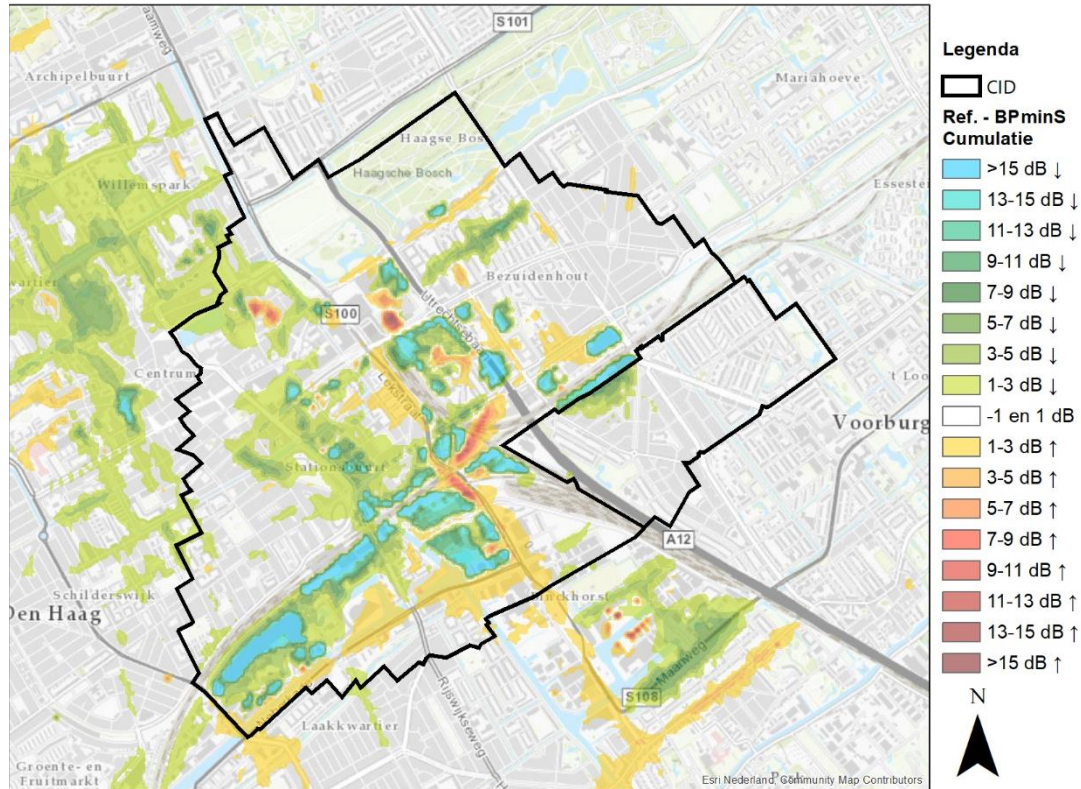 S101
Archipelbuurt
Mariahoeve
Haagse Bos
Haagsche Bosch
Willemspark
Bezuidenhout
S100
Utrechtsebaan
Lekstraat
Centrum
't Loo
Voorburg
Stationsbuurt
A12
Schilderswijk
Den Haag
Maanweg
S108
Laakkwartier
Rijswijkseweg
Groente- en
Fruitmarkt
Esri Nederland, Community Map Contributors
Legenda
CID
Ref. - BPminS
Cumulatie
>15 dB ↓
13-15 dB ↓
11-13 dB ↓
9-11 dB ↓
7-9 dB ↓
5-7 dB ↓
3-5 dB ↓
1-3 dB ↓
-1 en 1 dB
1-3 dB ↑
3-5 dB ↑
5-7 dB ↑
7-9 dB ↑
9-11 dB ↑
11-13 dB ↑
13-15 dB ↑
>15 dB ↑
N